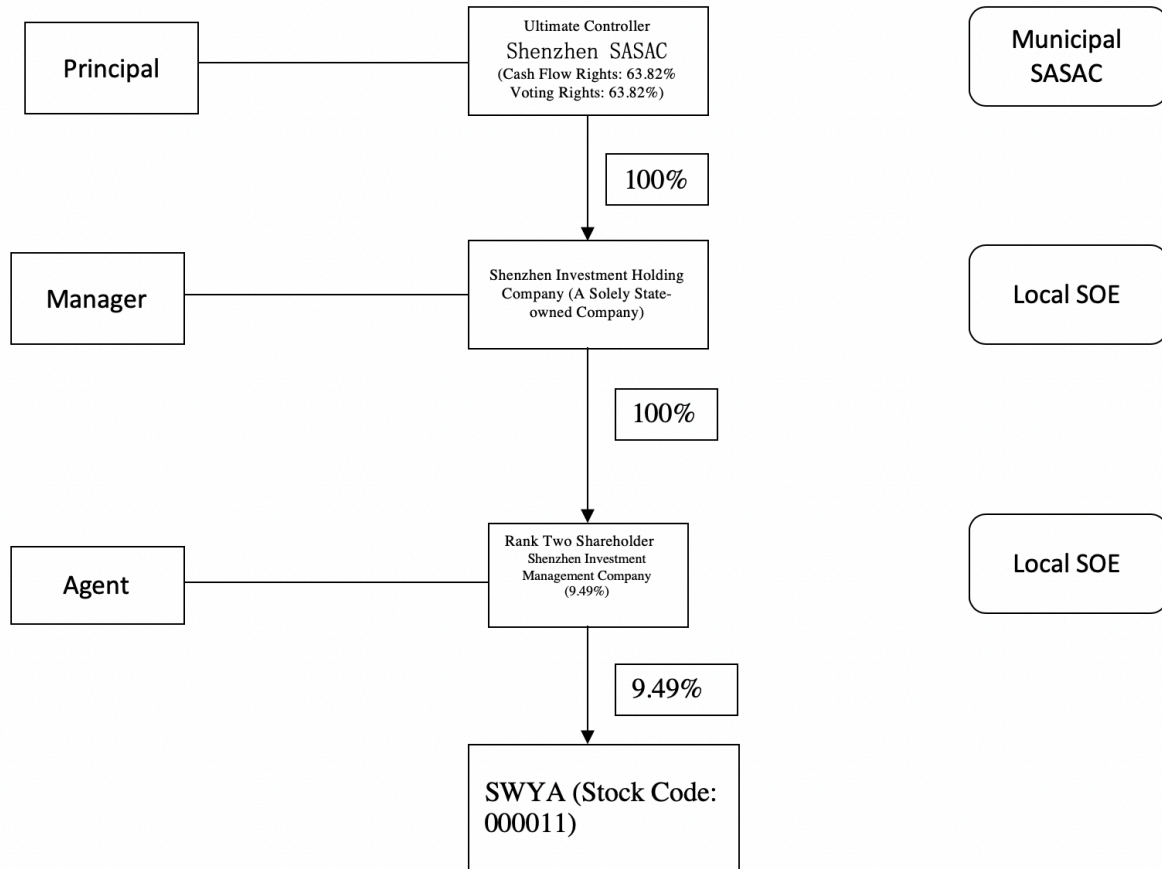 Principal
Ultimate Controller
Shenzhen SASAC
(Cash Flow Rights: 63.82%
Voting Rights: 63.82%)
Municipal
SASAC
100%
Manager
Shenzhen Investment Holding
Company (A Solely State-
owned Company)
Local SOE
100%
Agent
Rank Two Shareholder
Shenzhen Investment
Management Company
(9.49%)
Local SOE
9.49%
SWYA (Stock Code:
000011)